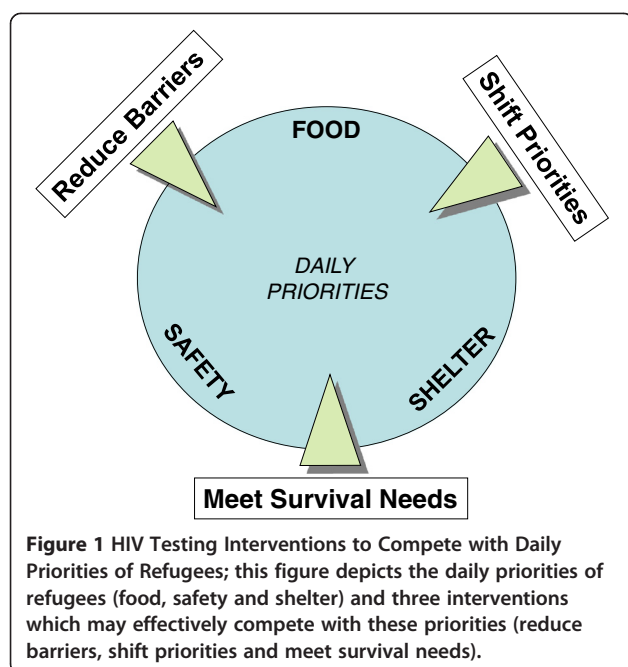 Reduce Barriers
Shift Priorities
FOOD
DAILY
PRIORITIES
SAFETY
SHELTER
Meet Survival Needs
Figure 1 HIV Testing Interventions to Compete with Daily
Priorities of Refugees; this figure depicts the daily priorities of
refugees (food, safety and shelter) and three interventions
which may effectively compete with these priorities (reduce
barriers, shift priorities and meet survival needs).